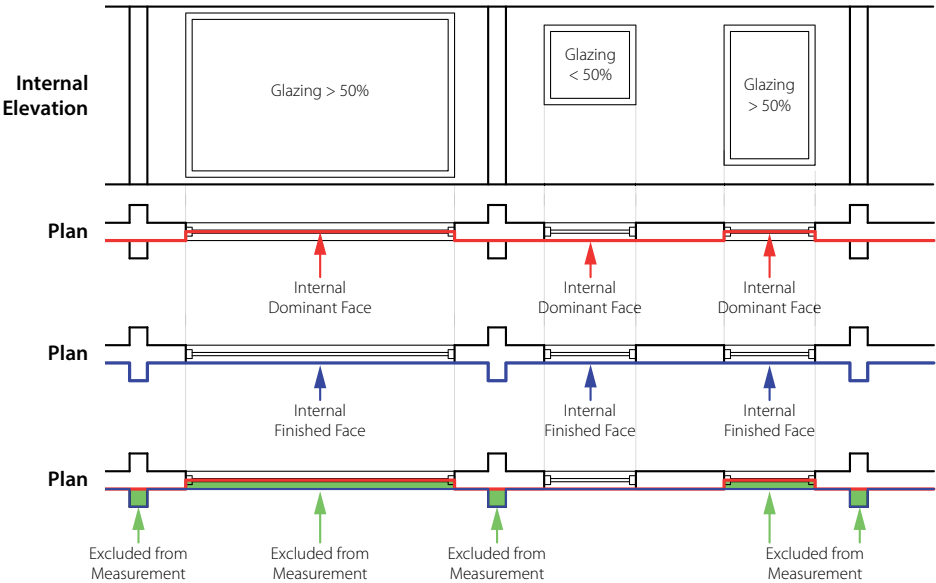 Internal
Elevation
Glazing > 50%
Glazing
< 50%
Glazing
> 50%
Plan
Internal
Dominant Face
Internal
Dominant Face
Internal
Dominant Face
Plan
Internal
Finished Face
Internal
Finished Face
Internal
Finished Face
Plan
Excluded from
Measurement
Excluded from
Measurement
Excluded from
Measurement
Excluded from
Measurement